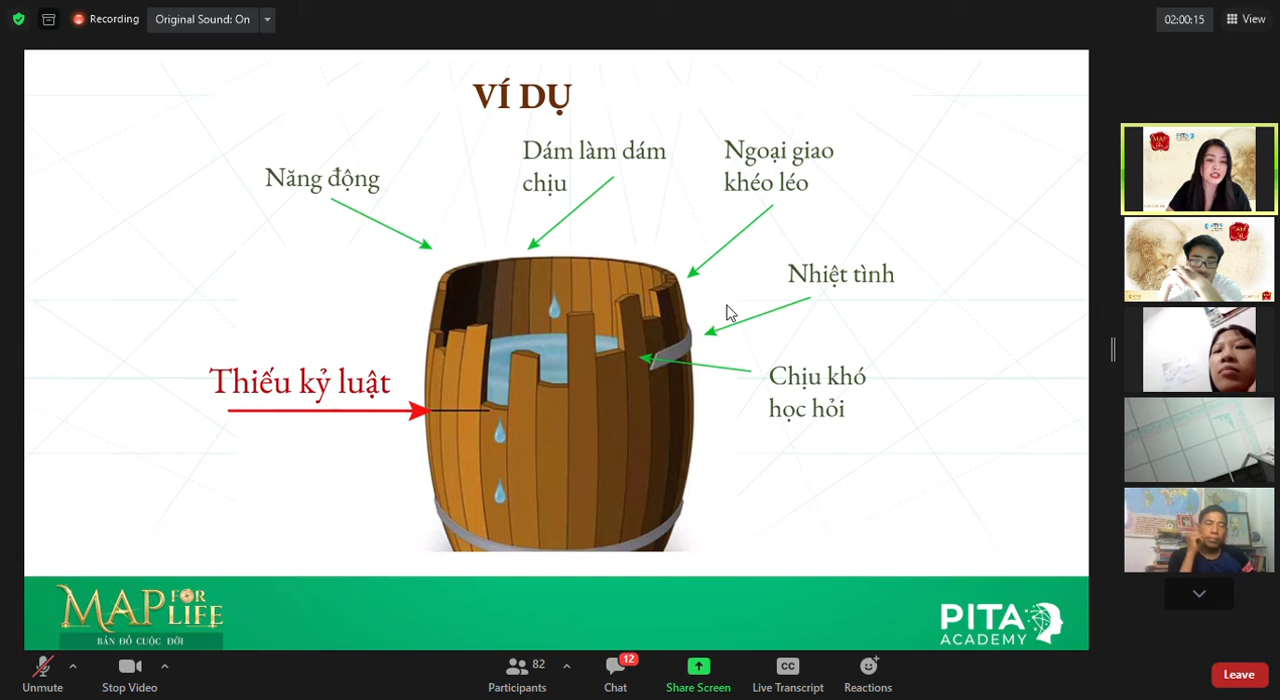 Recording
Original Sound: On
02:00:15
View
VÍ DỤ
Năng động
Dám làm dám
chịu
Ngoại giao
khéo léo
Nhiệt tình
Thiếu kỷ luật
Chịu khó
học hỏi
MAP FOR LIFE
BẢN ĐỒ CUỘC ĐỜI
PITA
ACADEMY
Unmute
Stop Video
82
Participants
12
Chat
Share Screen
CC
Live Transcript
Reactions
Leave